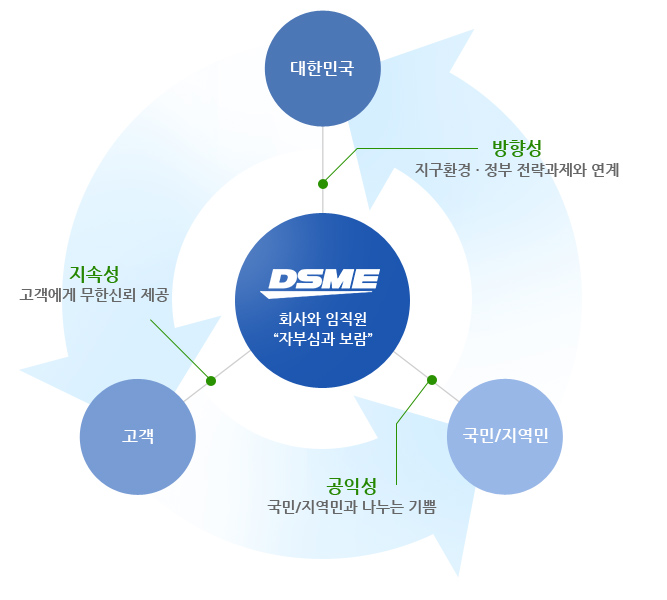 대한민국
방향성
지구환경 · 정부 전략과제와 연계
DSME
회사와 임직원
“자부심과 보람”
지속성
고객에게 무한신뢰 제공
고객
국민/지역민
공익성
국민/지역민과 나누는 기쁨